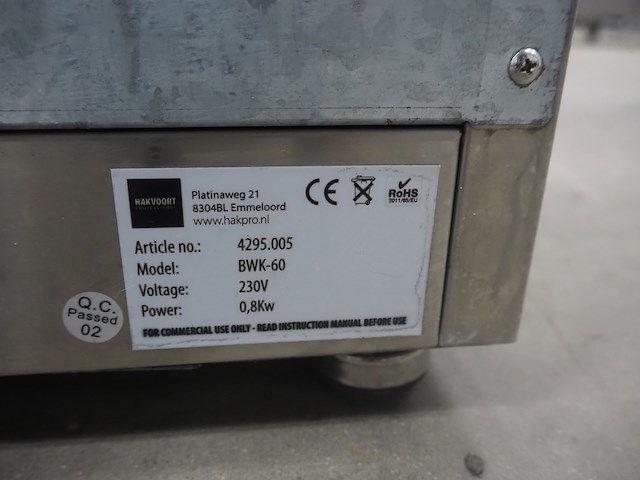 HAKVOORT
Platinaweg 21
8304BL Emmeloord
www.hakpro.nl
CE
RoHS
2011/65/EU
Article no.: 4295.005
Model: BWK-60
Voltage: 230V
Power: 0,8Kw
FOR COMMERCIAL USE ONLY - READ INSTRUCTION MANUAL BEFORE USE
Q.C.
Passed
02